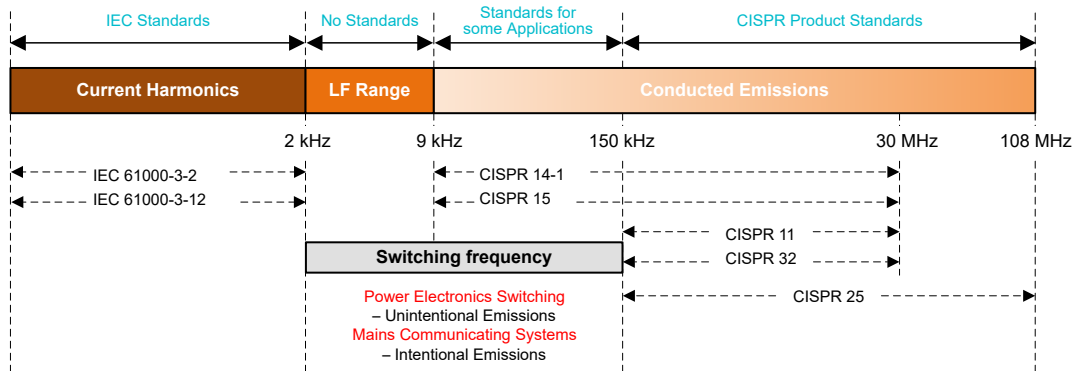 IEC Standards
No Standards
Standards for
some Applications
CISPR Product Standards
Current Harmonics
LF Range
Conducted Emissions
2 kHz
9 kHz
150 kHz
30 MHz
108 MHz
IEC 61000-3-2
CISPR 14-1
IEC 61000-3-12
CISPR 15
CISPR 11
Switching frequency
CISPR 32
Power Electronics Switching
– Unintentional Emissions
Mains Communicating Systems
– Intentional Emissions
CISPR 25